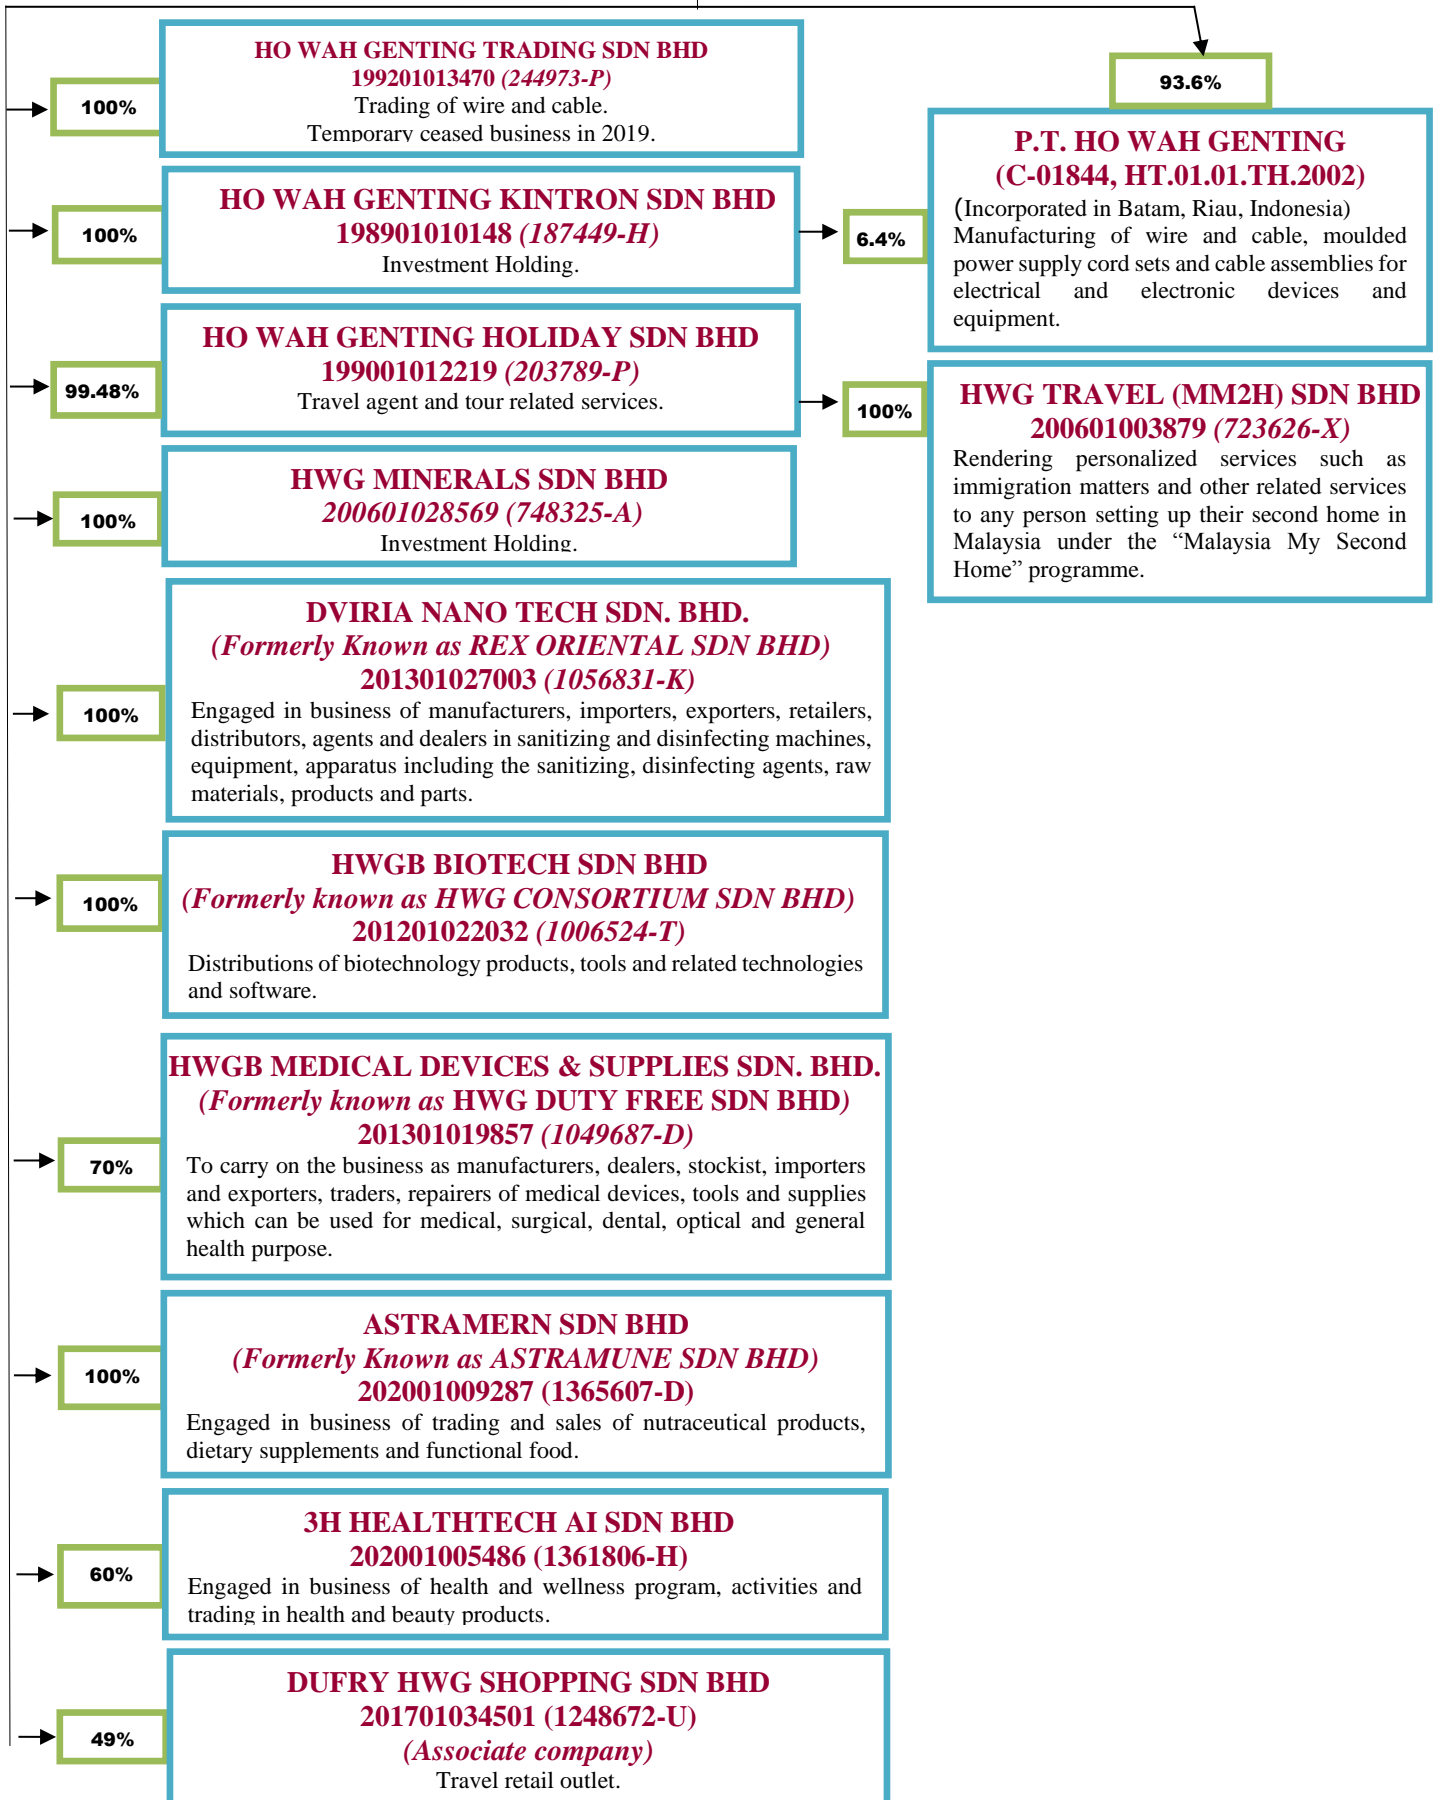 HO WAH GENTING TRADING SDN BHD
199201013470 (244973-P)
Trading of wire and cable.
Temporary ceased business in 2019.
100%
HO WAH GENTING KINTRON SDN BHD
198901010148 (187449-H)
Investment Holding.
100%
93.6%
P.T. HO WAH GENTING
(C-01844, HT.01.01.TH.2002)
(Incorporated in Batam, Riau, Indonesia)
Manufacturing of wire and cable, moulded
power supply cord sets and cable assemblies for
electrical and electronic devices and
equipment.
6.4%
HO WAH GENTING HOLIDAY SDN BHD
199001012219 (203789-P)
Travel agent and tour related services.
99.48%
HWG TRAVEL (MM2H) SDN BHD
200601003879 (723626-X)
Rendering personalized services such as
immigration matters and other related services
to any person setting up their second home in
Malaysia under the “Malaysia My Second
Home” programme.
100%
HWG MINERALS SDN BHD
200601028569 (748325-A)
Investment Holding.
100%
DVIRIA NANO TECH SDN. BHD.
(Formerly Known as REX ORIENTAL SDN BHD)
201301027003 (1056831-K)
Engaged in business of manufacturers, importers, exporters, retailers,
distributors, agents and dealers in sanitizing and disinfecting machines,
equipment, apparatus including the sanitizing, disinfecting agents, raw
materials, products and parts.
100%
HWGB BIOTECH SDN BHD
(Formerly known as HWG CONSORTIUM SDN BHD)
201201022032 (1006524-T)
Distributions of biotechnology products, tools and related technologies
and software.
100%
HWGB MEDICAL DEVICES & SUPPLIES SDN. BHD.
(Formerly known as HWG DUTY FREE SDN BHD)
201301019857 (1049687-D)
To carry on the business as manufacturers, dealers, stockist, importers
and exporters, traders, repairers of medical devices, tools and supplies
which can be used for medical, surgical, dental, optical and general
health purpose.
70%
ASTRAMERN SDN BHD
(Formerly Known as ASTRAMUNE SDN BHD)
202001009287 (1365607-D)
Engaged in business of trading and sales of nutraceutical products,
dietary supplements and functional food.
100%
3H HEALTHTECH AI SDN BHD
202001005486 (1361806-H)
Engaged in business of health and wellness program, activities and
trading in health and beauty products.
60%
DUFRY HWG SHOPPING SDN BHD
201701034501 (1248672-U)
(Associate company)
Travel retail outlet.
49%